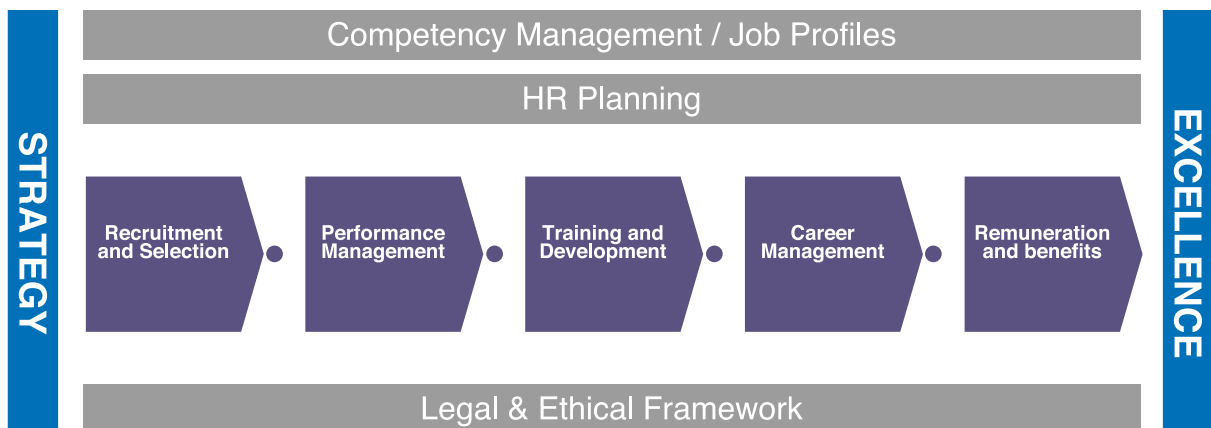 STRATEGY
Competency Management / Job Profiles
HR Planning
Recruitment
and Selection
Performance
Management
Training and
Development
Career
Management
Remuneration
and benefits
Legal & Ethical Framework
EXCELLENCE